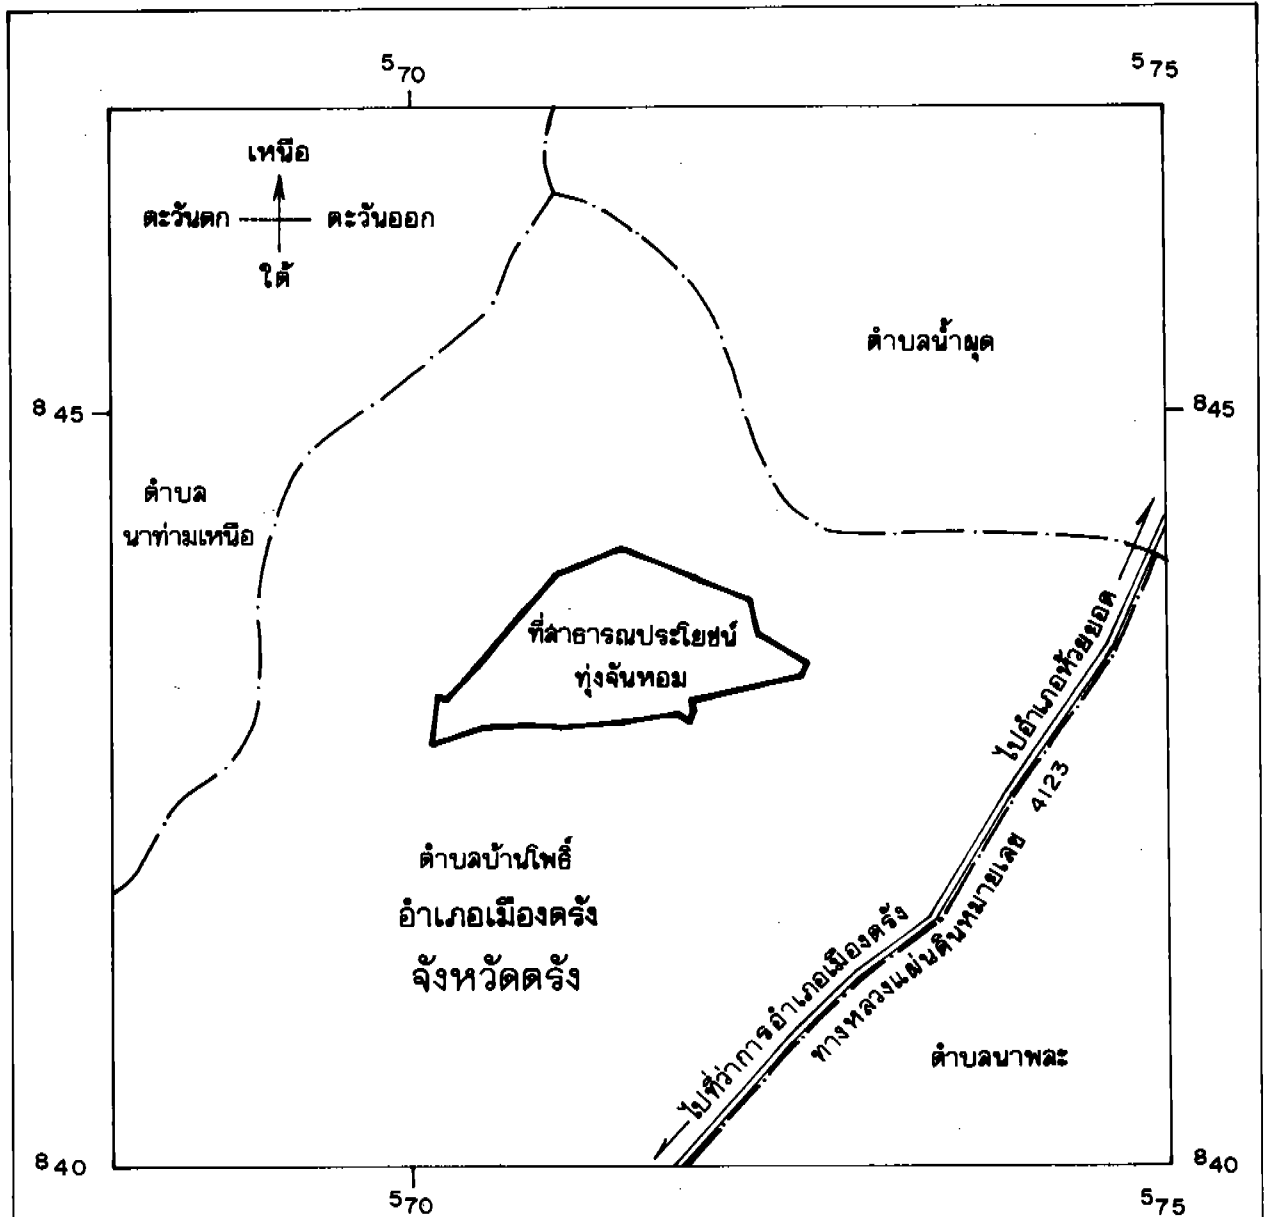 570
575
เหนือ
ตะวันตก
ตะวันออก
ใต้
ตำบลน้ำผุด
845
845
ตำบล
นาท่ามเหนือ
ที่สาธารณประโยชน์
ทุ่งจันหอม
ไปอำเภอห้วยยอด
ทางหลวงแผ่นดินหมายเลข 4123
ตำบลบ้านโพธิ์
อำเภอเมืองตรัง
จังหวัดตรัง
ไปที่ว่าการอำเภอเมืองตรัง
ตำบลนาพละ
840
840
570
575